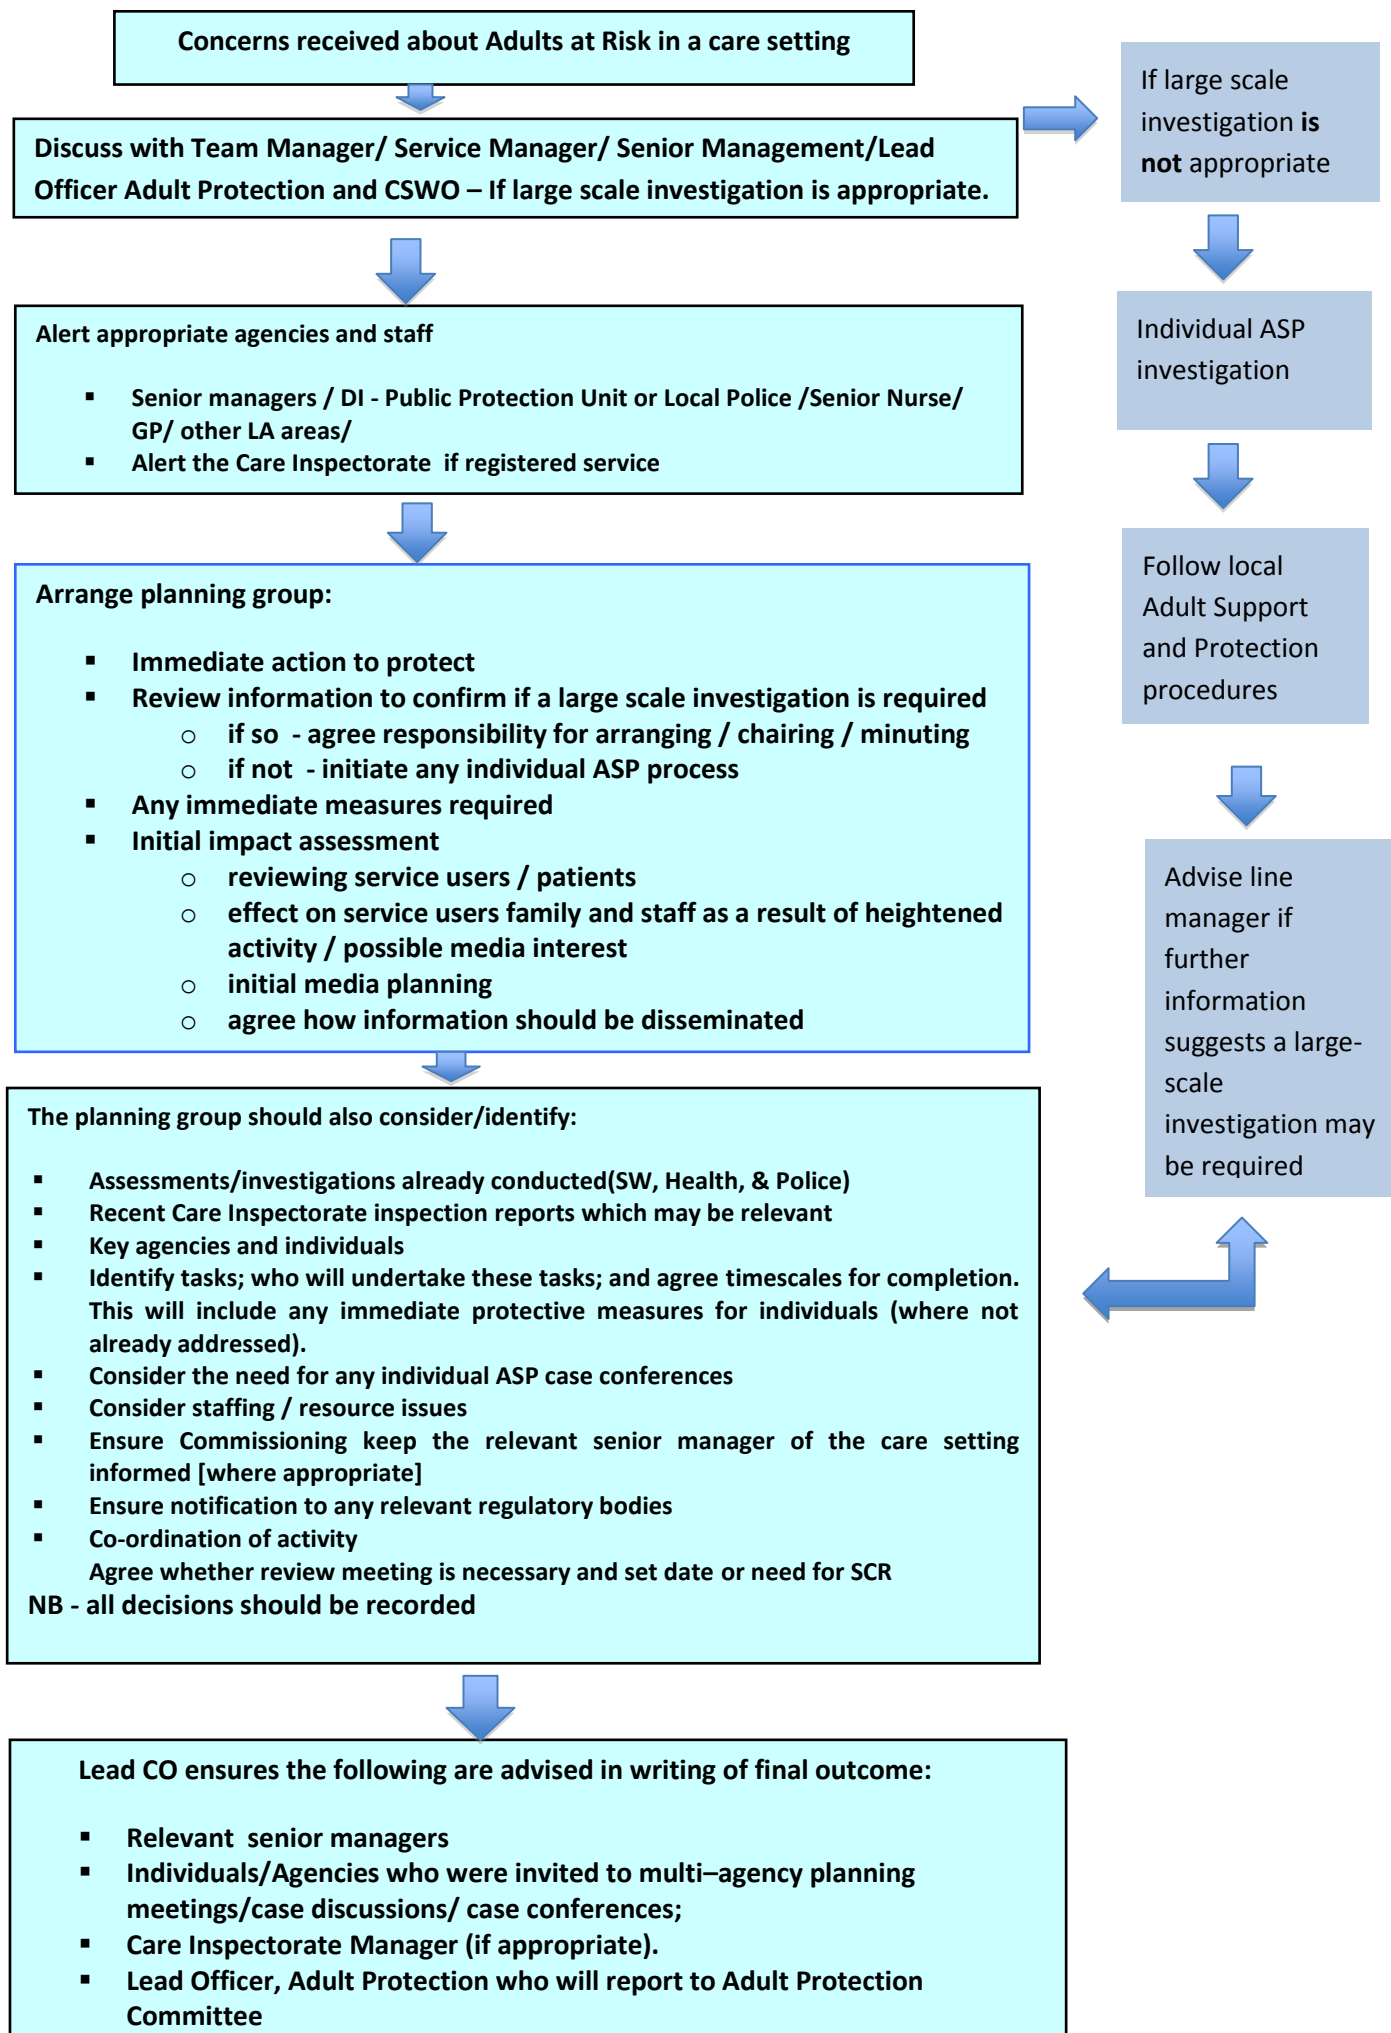 Concerns received about Adults at Risk in a care setting
Discuss with Team Manager/ Service Manager/ Senior Management/Lead
Officer Adult Protection and CSWO – If large scale investigation is appropriate.
If large scale
investigation is
not appropriate
Individual ASP
investigation
Follow local
Adult Support
and Protection
procedures
Advise line
manager if
further
information
suggests a large-
scale
investigation may
be required
Alert appropriate agencies and staff
▪ Senior managers / DI - Public Protection Unit or Local Police /Senior Nurse/
GP/ other LA areas/
▪ Alert the Care Inspectorate if registered service
Arrange planning group:
▪ Immediate action to protect
▪ Review information to confirm if a large scale investigation is required
o if so - agree responsibility for arranging / chairing / minuting
o if not - initiate any individual ASP process
▪ Any immediate measures required
▪ Initial impact assessment
o reviewing service users / patients
o effect on service users family and staff as a result of heightened
activity / possible media interest
o initial media planning
o agree how information should be disseminated
The planning group should also consider/identify:
▪ Assessments/investigations already conducted(SW, Health, & Police)
▪ Recent Care Inspectorate inspection reports which may be relevant
▪ Key agencies and individuals
▪ Identify tasks; who will undertake these tasks; and agree timescales for completion.
This will include any immediate protective measures for individuals (where not
already addressed).
▪ Consider the need for any individual ASP case conferences
▪ Consider staffing / resource issues
▪ Ensure Commissioning keep the relevant senior manager of the care setting
informed [where appropriate]
▪ Ensure notification to any relevant regulatory bodies
▪ Co-ordination of activity
Agree whether review meeting is necessary and set date or need for SCR
NB - all decisions should be recorded
Lead CO ensures the following are advised in writing of final outcome:
▪ Relevant senior managers
▪ Individuals/Agencies who were invited to multi–agency planning
meetings/case discussions/ case conferences;
▪ Care Inspectorate Manager (if appropriate).
▪ Lead Officer, Adult Protection who will report to Adult Protection
Committee